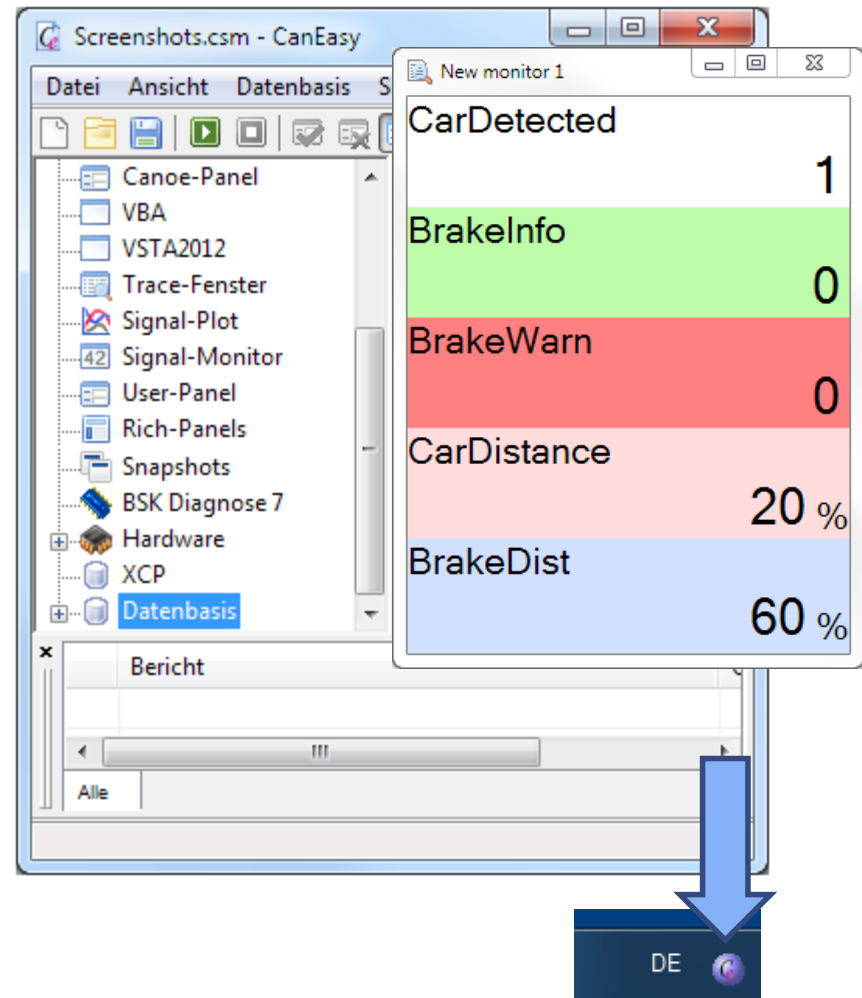 Screenshots.csm - CanEasy
Datei Ansicht Datenbasis S
Canoe-Panel
VBA
VSTA2012
Trace-Fenster
Signal-Plot
42 Signal-Monitor
User-Panel
Rich-Panels
Snapshots
BSK Diagnose 7
Hardware
XCP
Datenbasis
Bericht
Alle
New monitor 1
CarDetected
1
BrakeInfo
0
BrakeWarn
0
CarDistance
20 %
BrakeDist
60 %
DE